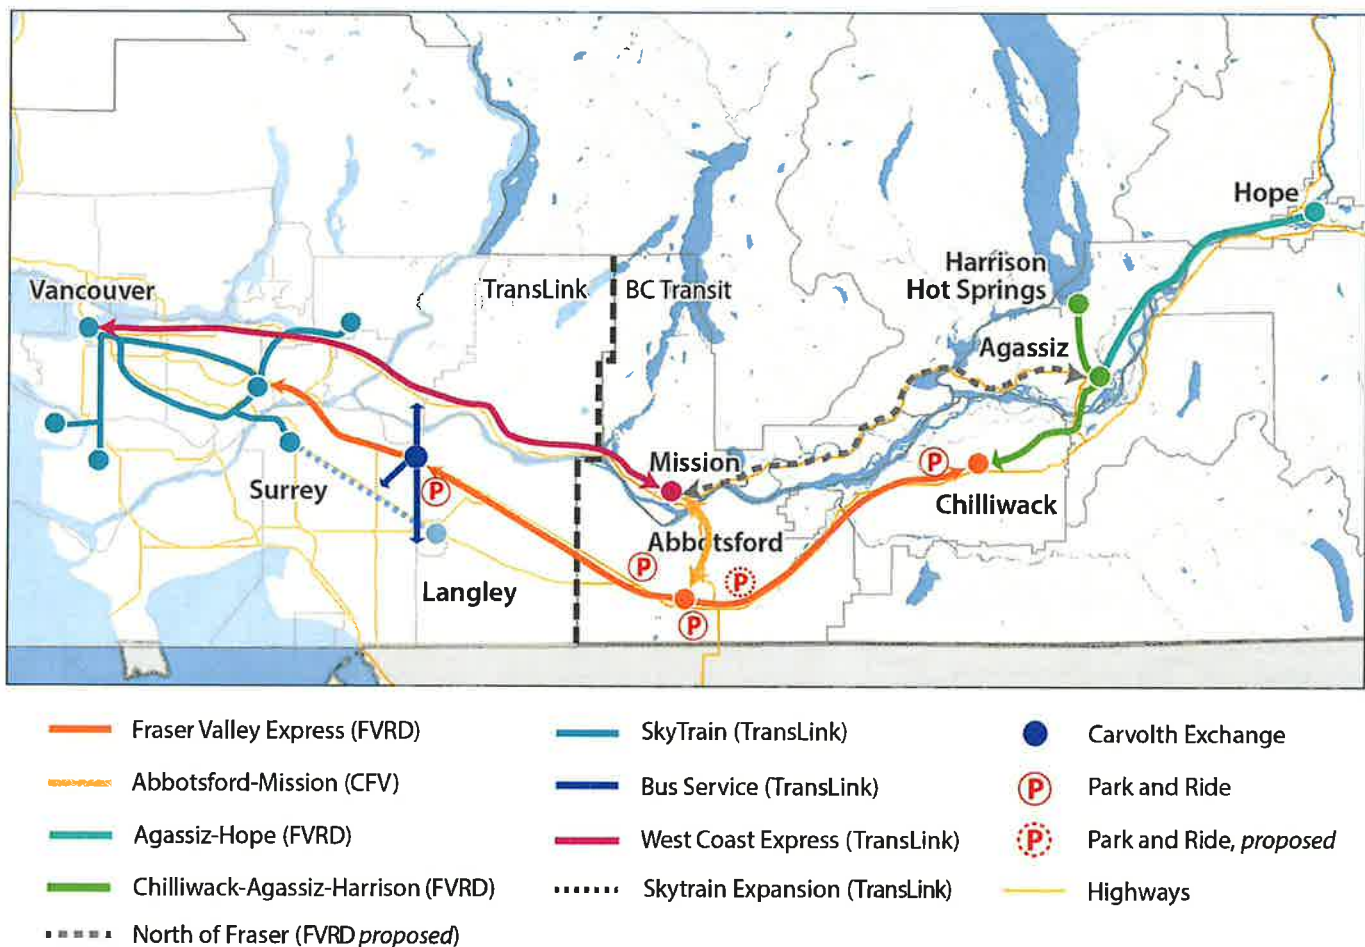 Hope
Harrison
Hot Springs
Vancouver
TransLink
BC Transit
Agassiz
Mission
P
P
Surrey
Chilliwack
Abbotsford
P
P
Langley
P
Fraser Valley Express (FVRD)
SkyTrain (TransLink)
Carvolth Exchange
Abbotsford-Mission (CFV)
Bus Service (TransLink)
P
Park and Ride
Agassiz-Hope (FVRD)
West Coast Express (TransLink)
P
Park and Ride, proposed
Chilliwack-Agassiz-Harrison (FVRD)
Skytrain Expansion (TransLink)
Highways
North of Fraser (FVRD proposed)